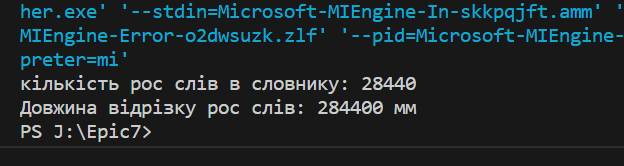 her.exe' '--stdin=Microsoft-MIEngine-In-skkpqjft.amm' '
MIEngine-Error-o2dwsuzk.zlf' '--pid=Microsoft-MIEngine-
preter=mi'
кількість рос слів в словнику: 28440
Довжина відрізку рос слів: 284400 мм
PS J:\Epic7>